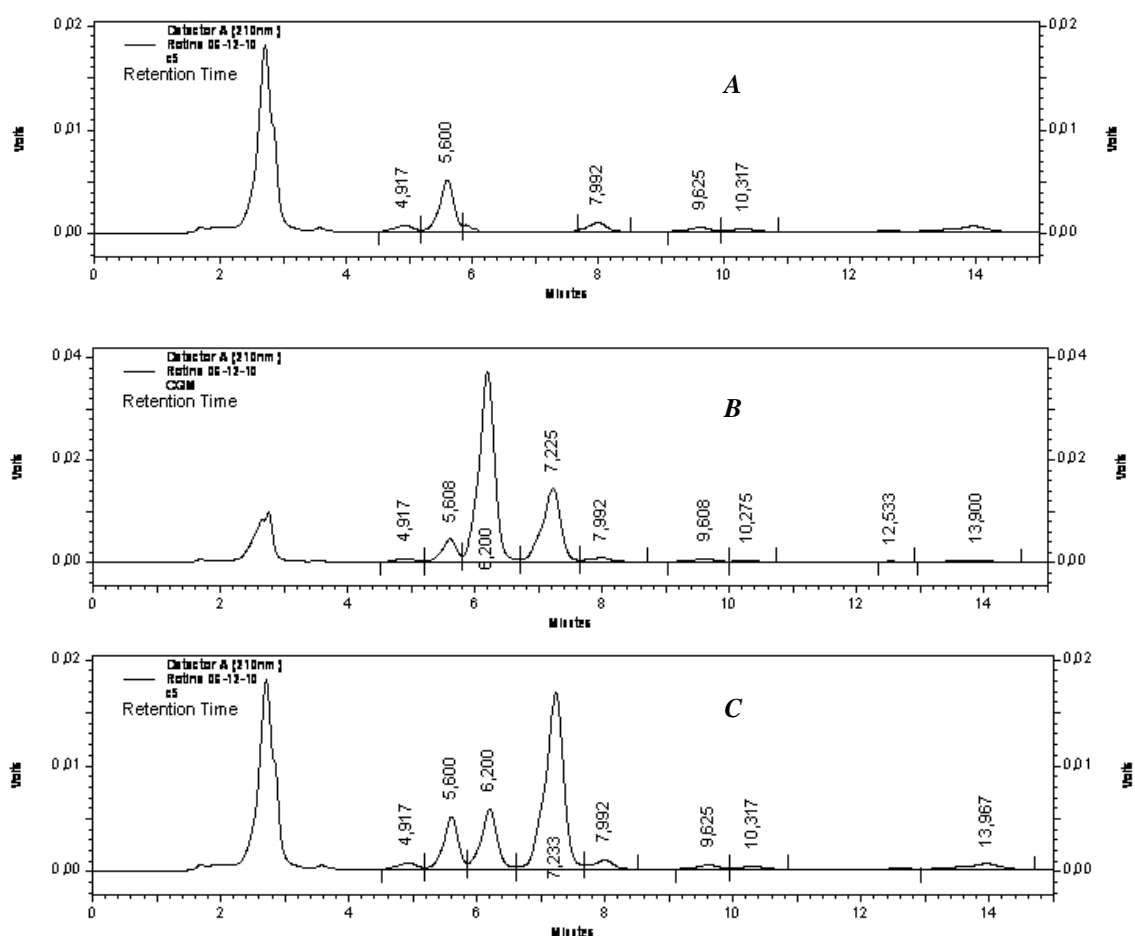 0,02
Detector A (210nm)
0,02
Rotina 06-12-10
c5
Retention Time
A
5,600
0,01
0,01
Volts
Volts
4,917
7,992
9,625
10,317
0,00
0,00
0 2 4 6 8 10 12 14
Minutes
0,04
Detector A (210nm)
0,04
Rotina 06-12-10
CGM
Retention Time
B
7,225
0,02
0,02
Volts
Volts
4,917
5,608
6,200
7,992
9,608
10,275
12,533
13,900
0,00
0,00
0 2 4 6 8 10 12 14
Minutes
0,02
Detector A (210nm)
0,02
Rotina 06-12-10
c5
Retention Time
C
5,600
6,200
0,01
0,01
Volts
Volts
4,917
7,233
7,992
9,625
10,317
13,967
0,00
0,00
0 2 4 6 8 10 12 14
Minutes